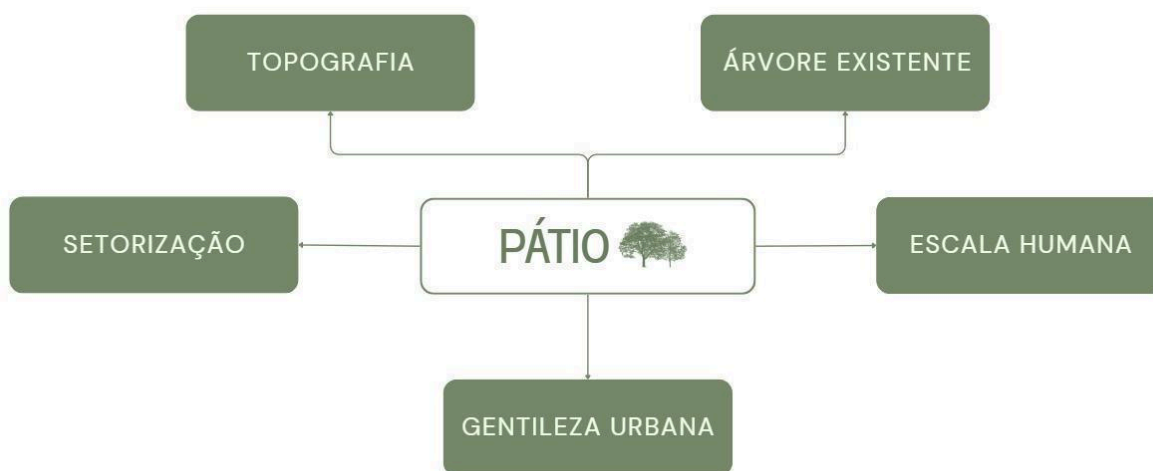 TOPOGRAFIA
ÁRVORE EXISTENTE
SETORIZAÇÃO
PÁTIO
ESCALA HUMANA
GENTILEZA URBANA